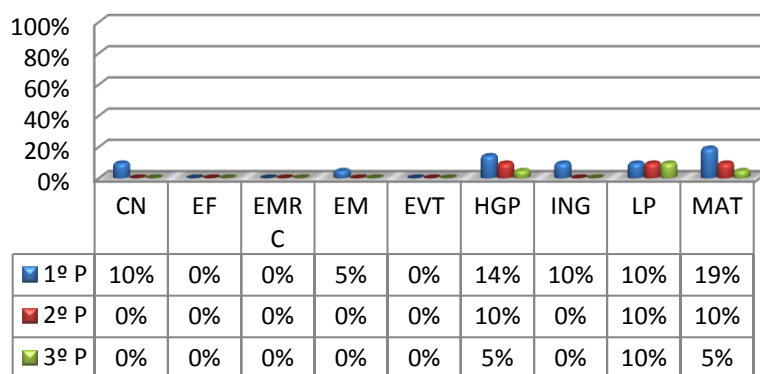 100%
80%
60%
40%
20%
0%
CN EF EMR
C EM EVT HGP ING LP MAT
1º P 10% 0% 0% 5% 0% 14% 10% 10% 19%
2º P 0% 0% 0% 0% 0% 10% 0% 10% 10%
3º P 0% 0% 0% 0% 0% 5% 0% 10% 5%